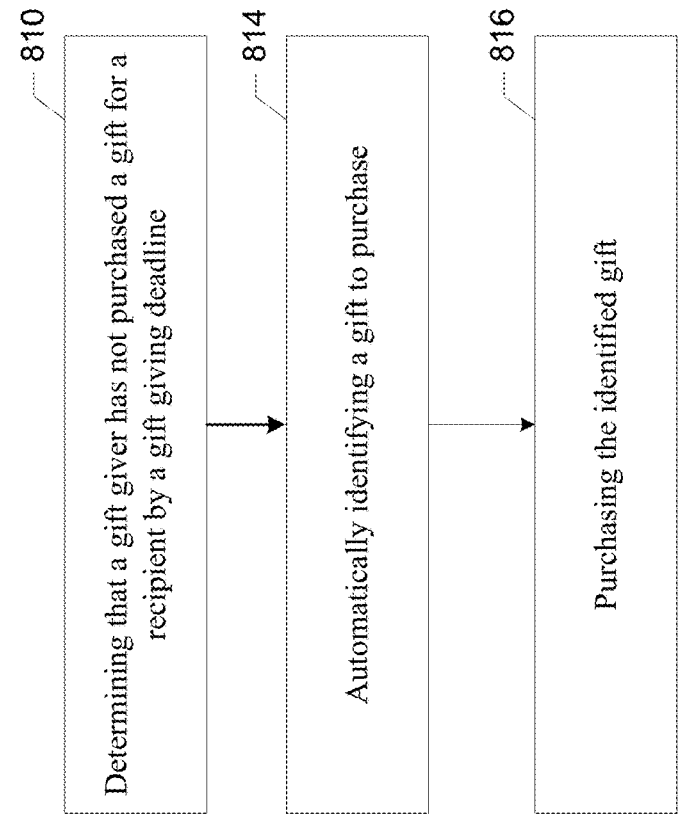 810
Determining that a gift giver has not purchased a gift for a
recipient by a gift giving deadline
814
Automatically identifying a gift to purchase
816
Purchasing the identified gift